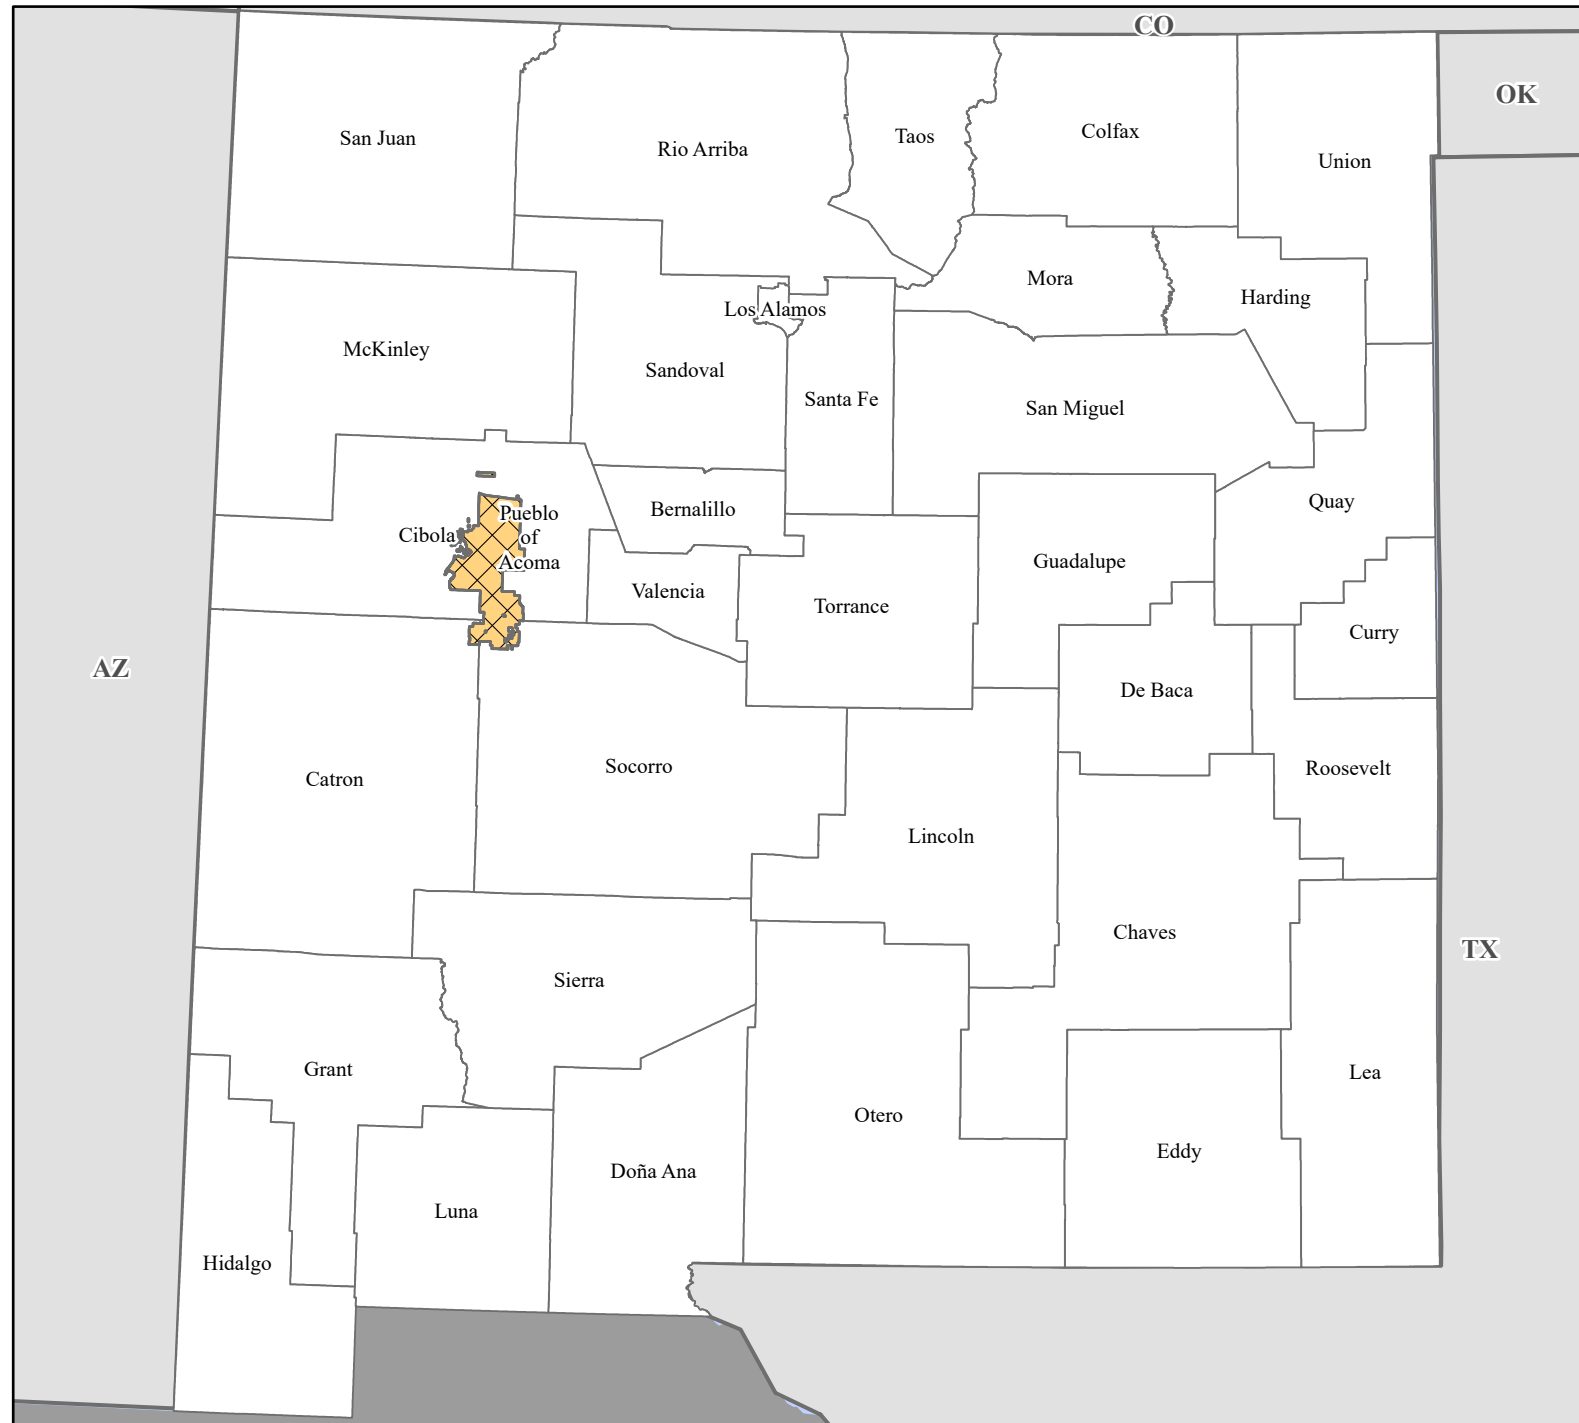 CO
OK
San Juan
Rio Arriba
Taos
Colfax
Union
Mora
Harding
Los Alamos
McKinley
Sandoval
Santa Fe
San Miguel
Quay
Bernalillo
Pueblo
of
Acoma
Cibola
Guadalupe
Valencia
Torrance
Curry
AZ
De Baca
Socorro
Roosevelt
Catron
Lincoln
Chaves
TX
Sierra
Grant
Lea
Otero
Eddy
Doña Ana
Luna
Hidalgo